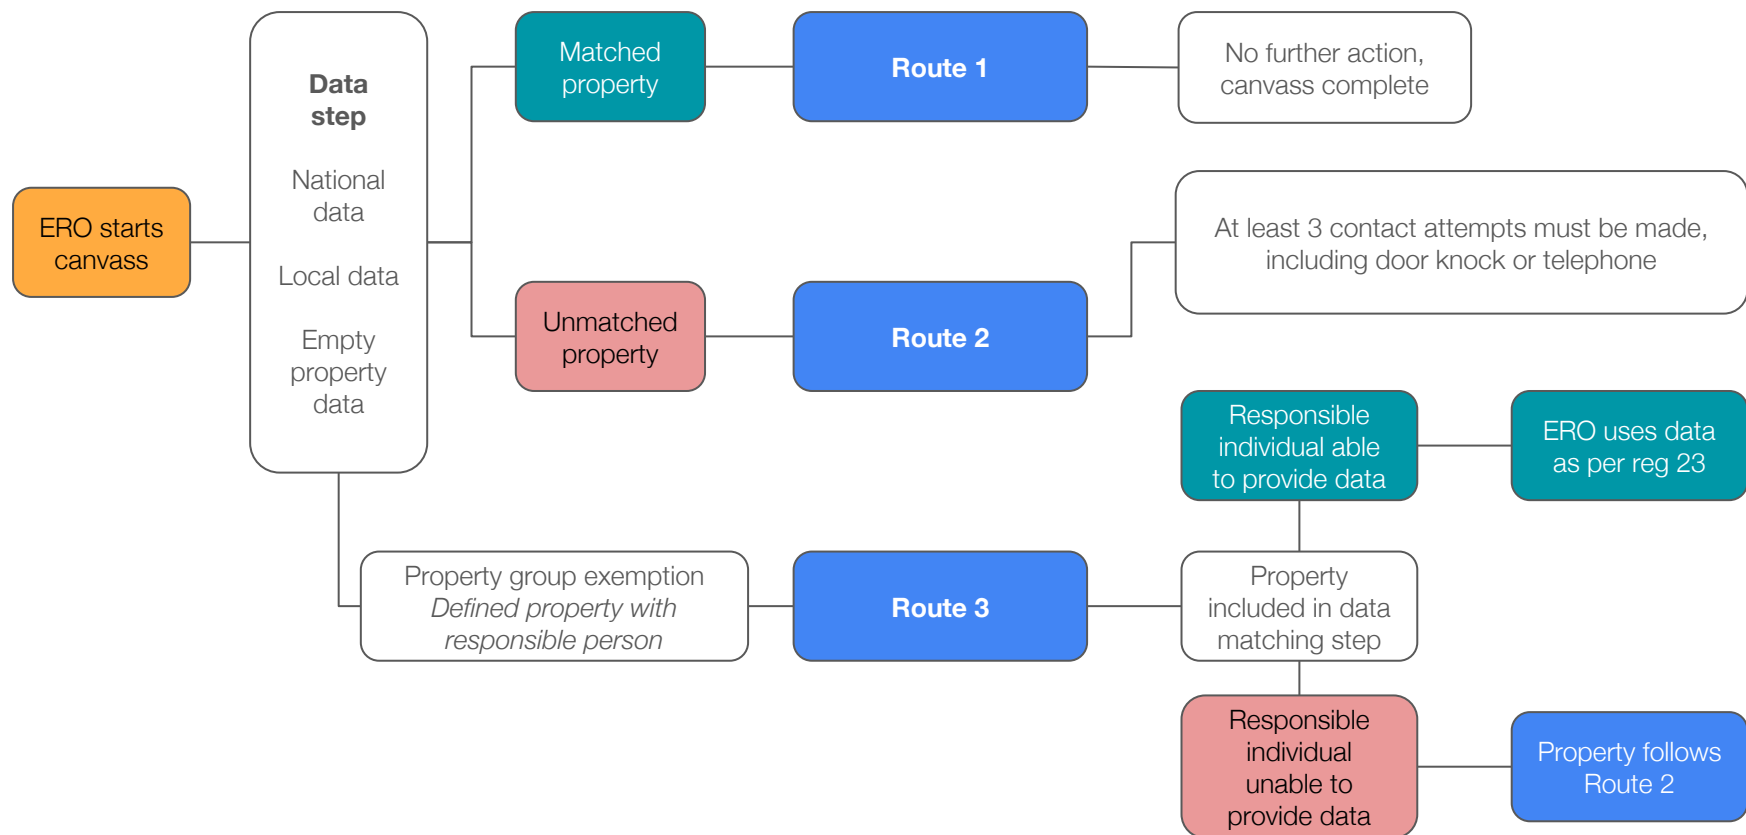 ERO starts
canvass
Data
step
National
data
Local data
Empty
property
data
Matched
property
Route 1
No further action,
canvass complete
Unmatched
property
Route 2
At least 3 contact attempts must be made,
including door knock or telephone
Property group exemption
Defined property with
responsible person
Route 3
Property
included in data
matching step
Responsible
individual able
to provide data
ERO uses data
as per reg 23
Responsible
individual
unable to
provide data
Property follows
Route 2